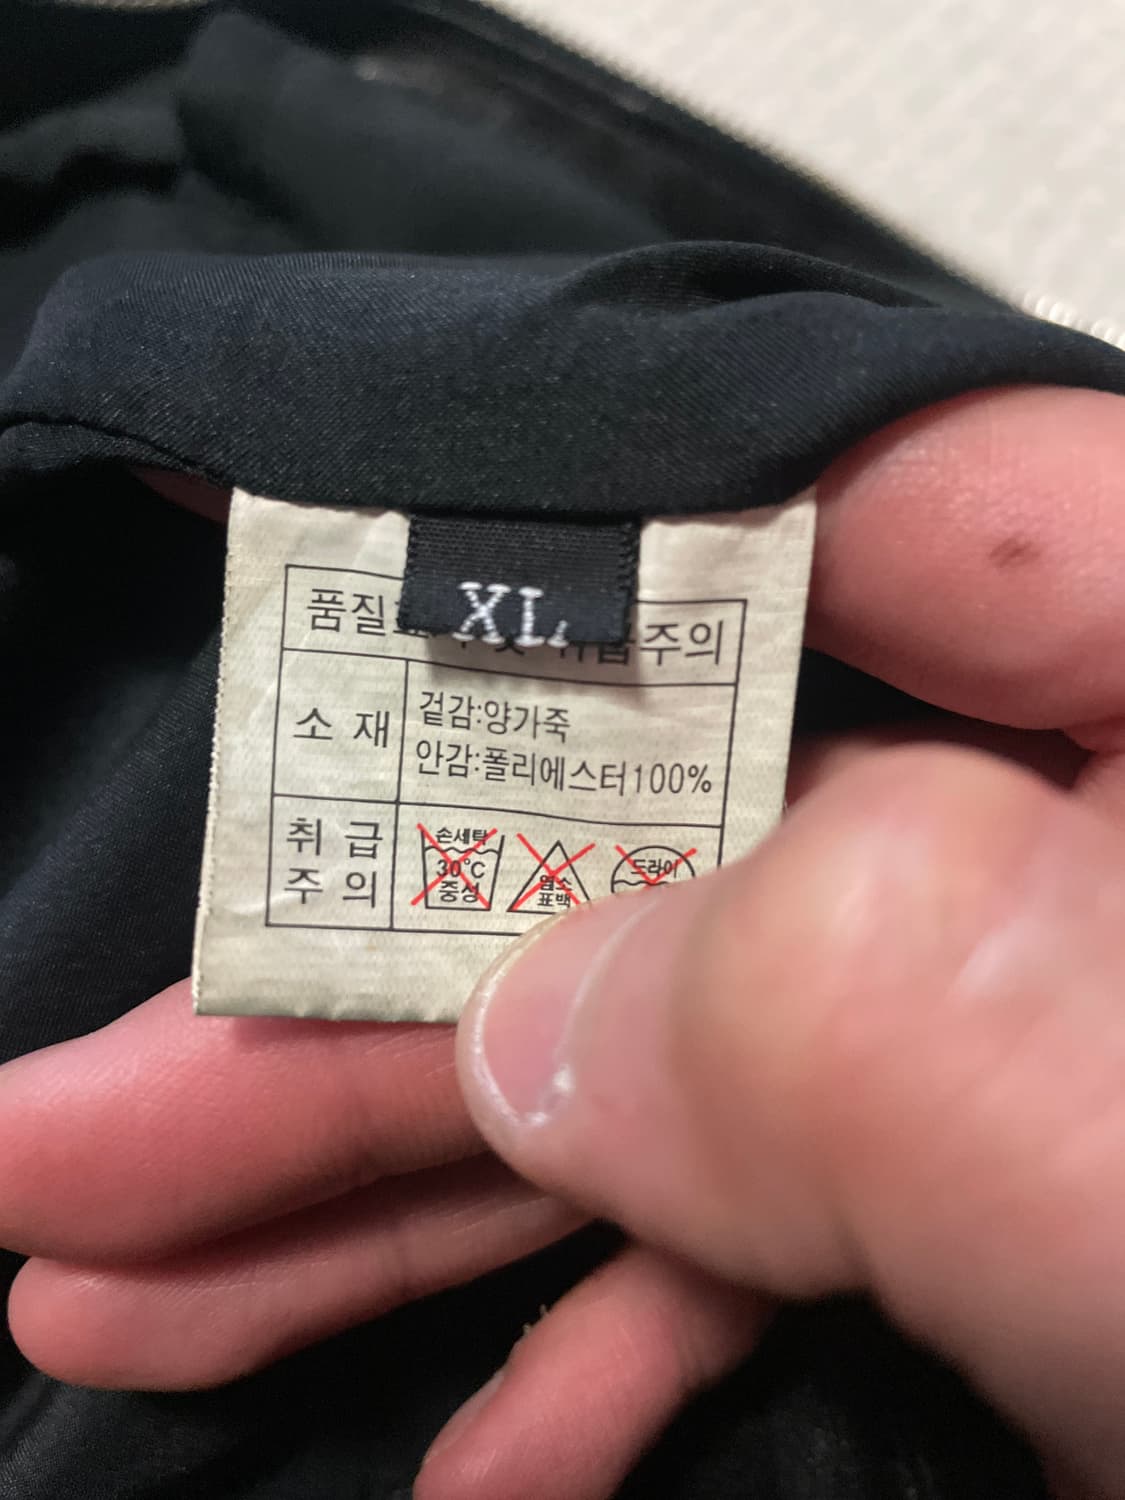 XL
품질 주의
소 재
겉감:양가죽
안감:폴리에스터100%
취 급
주 의
손세탁
30°C
중성
염소
표백
드라이